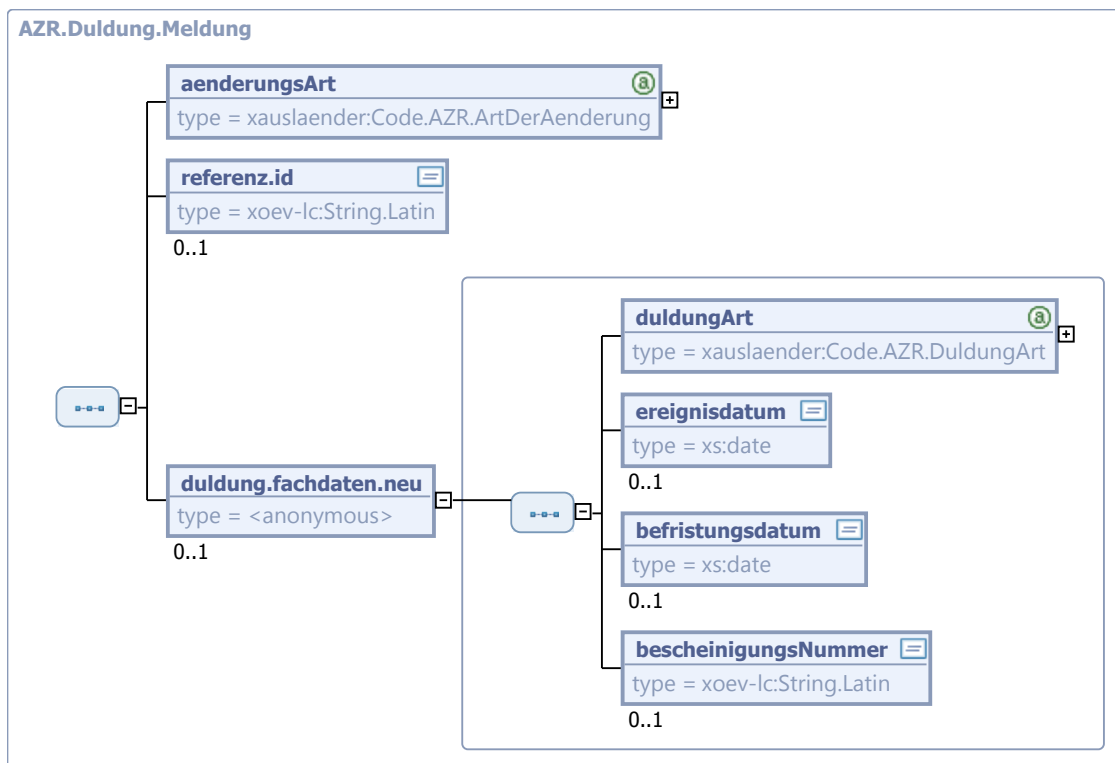 AZR.Duldung.Meldung
aenderungsArt
type = xauslaender:Code.AZR.ArtDerAenderung
referenz.id
type = xoev-lc:String.Latin
0..1
duldung.fachdaten.neu
type = <anonymous>
0..1
duldungArt
type = xauslaender:Code.AZR.DuldungArt
ereignisdatum
type = xs:date
0..1
befristungsdatum
type = xs:date
0..1
bescheinigungsNummer
type = xoev-lc:String.Latin
0..1